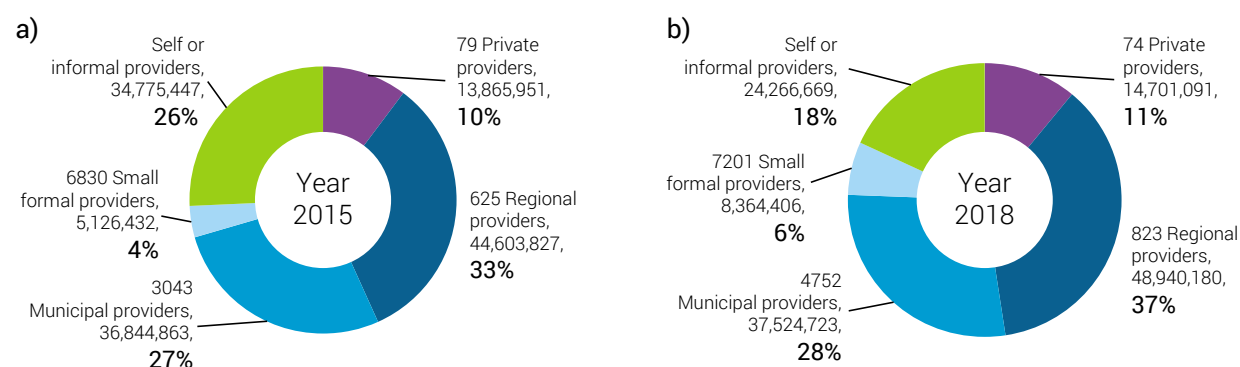 a)
Self or
informal providers,
34,775,447,
26%
79 Private
providers,
13,865,951,
10%
6830 Small
formal providers,
5,126,432,
4%
Year
2015
625 Regional
providers,
44,603,827,
33%
3043
Municipal providers,
36,844,863,
27%
b)
Self or
informal providers,
24,266,669,
18%
74 Private
providers,
14,701,091,
11%
7201 Small
formal providers,
8,364,406,
6%
Year
2018
823 Regional
providers,
48,940,180,
37%
4752
Municipal providers,
37,524,723,
28%